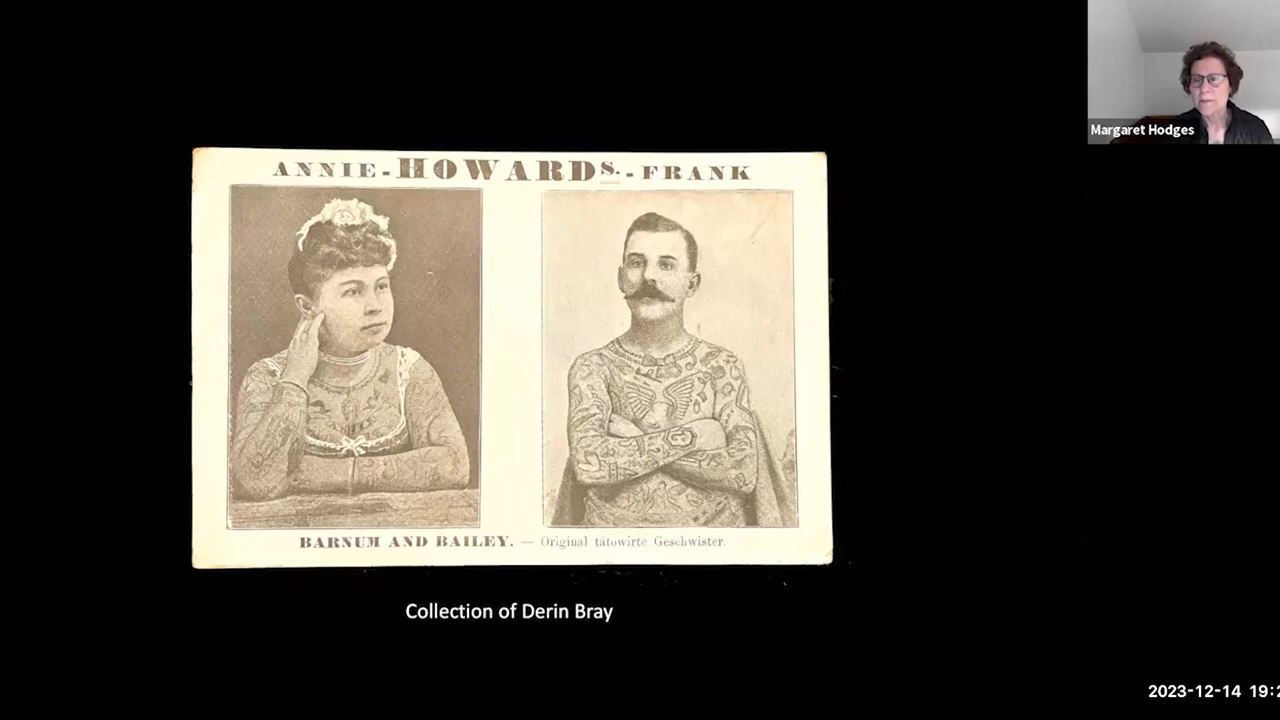 ANNIE-HOWARDS.-FRANK
BARNUM AND BAILEY. — Original tätowirte Geschwister.
Collection of Derin Bray
Margaret Hodges
2023-12-14 19:2